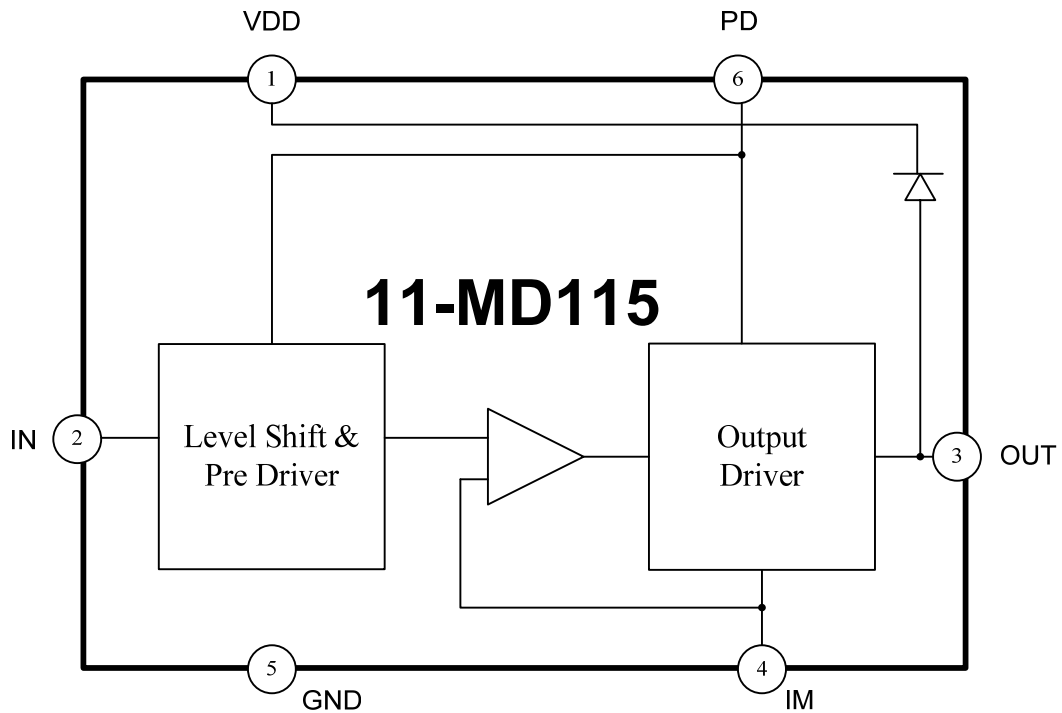 VDD
PD
1
6
11-MD115
IN
2
Level Shift &
Pre Driver
Output
Driver
3
OUT
5
GND
4
IM